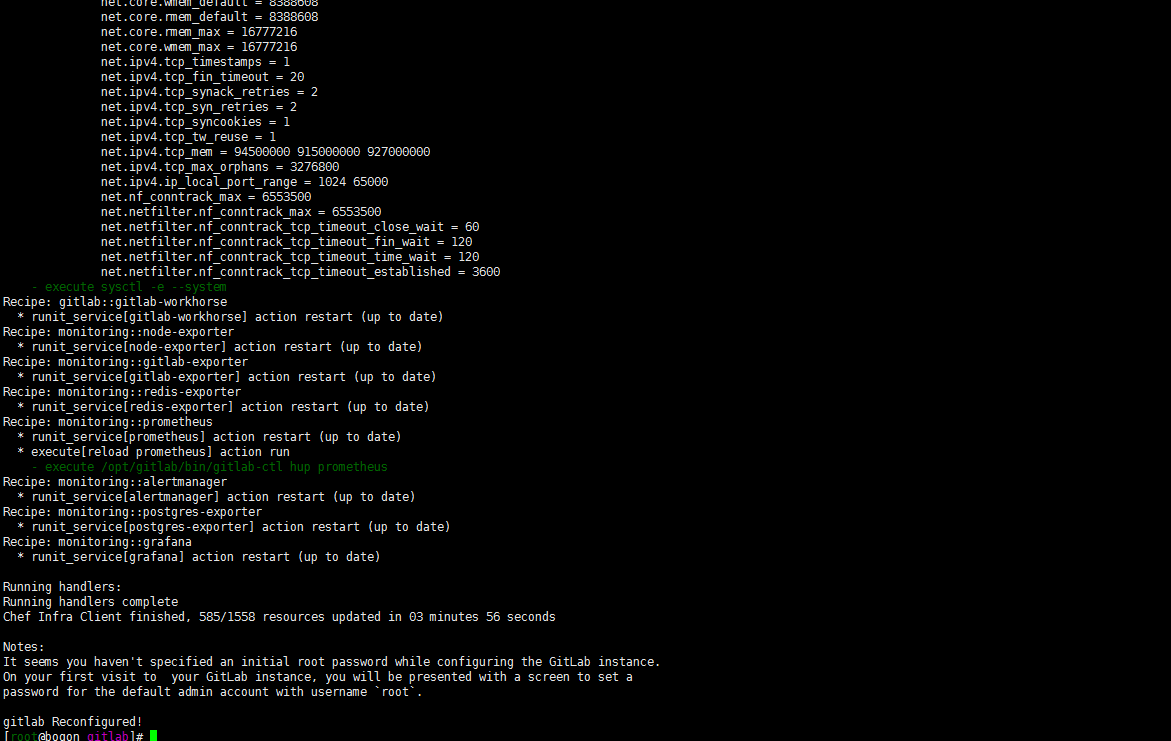 net.core.wmem_default = 8388608
net.core.rmem_default = 8388608
net.core.rmem_max = 16777216
net.core.wmem_max = 16777216
net.ipv4.tcp_timestamps = 1
net.ipv4.tcp_fin_timeout = 20
net.ipv4.tcp_synack_retries = 2
net.ipv4.tcp_syn_retries = 2
net.ipv4.tcp_syncookies = 1
net.ipv4.tcp_tw_reuse = 1
net.ipv4.tcp_mem = 94500000 915000000 927000000
net.ipv4.tcp_max_orphans = 3276800
net.ipv4.ip_local_port_range = 1024 65000
net.nf_conntrack_max = 6553500
net.netfilter.nf_conntrack_max = 6553500
net.netfilter.nf_conntrack_tcp_timeout_close_wait = 60
net.netfilter.nf_conntrack_tcp_timeout_fin_wait = 120
net.netfilter.nf_conntrack_tcp_timeout_time_wait = 120
net.netfilter.nf_conntrack_tcp_timeout_established = 3600
- execute sysctl -e --system
Recipe: gitlab::gitlab-workhorse
* runit_service[gitlab-workhorse] action restart (up to date)
Recipe: monitoring::node-exporter
* runit_service[node-exporter] action restart (up to date)
Recipe: monitoring::gitlab-exporter
* runit_service[gitlab-exporter] action restart (up to date)
Recipe: monitoring::redis-exporter
* runit_service[redis-exporter] action restart (up to date)
Recipe: monitoring::prometheus
* runit_service[prometheus] action restart (up to date)
* execute[reload prometheus] action run
- execute /opt/gitlab/bin/gitlab-ctl hup prometheus
Recipe: monitoring::alertmanager
* runit_service[alertmanager] action restart (up to date)
Recipe: monitoring::postgres-exporter
* runit_service[postgres-exporter] action restart (up to date)
Recipe: monitoring::grafana
* runit_service[grafana] action restart (up to date)
Running handlers:
Running handlers complete
Chef Infra Client finished, 585/1558 resources updated in 03 minutes 56 seconds
Notes:
It seems you haven't specified an initial root password while configuring the GitLab instance.
On your first visit to  your GitLab instance, you will be presented with a screen to set a
password for the default admin account with username `root`.
gitlab Reconfigured!
[root@bogon gitlab]#